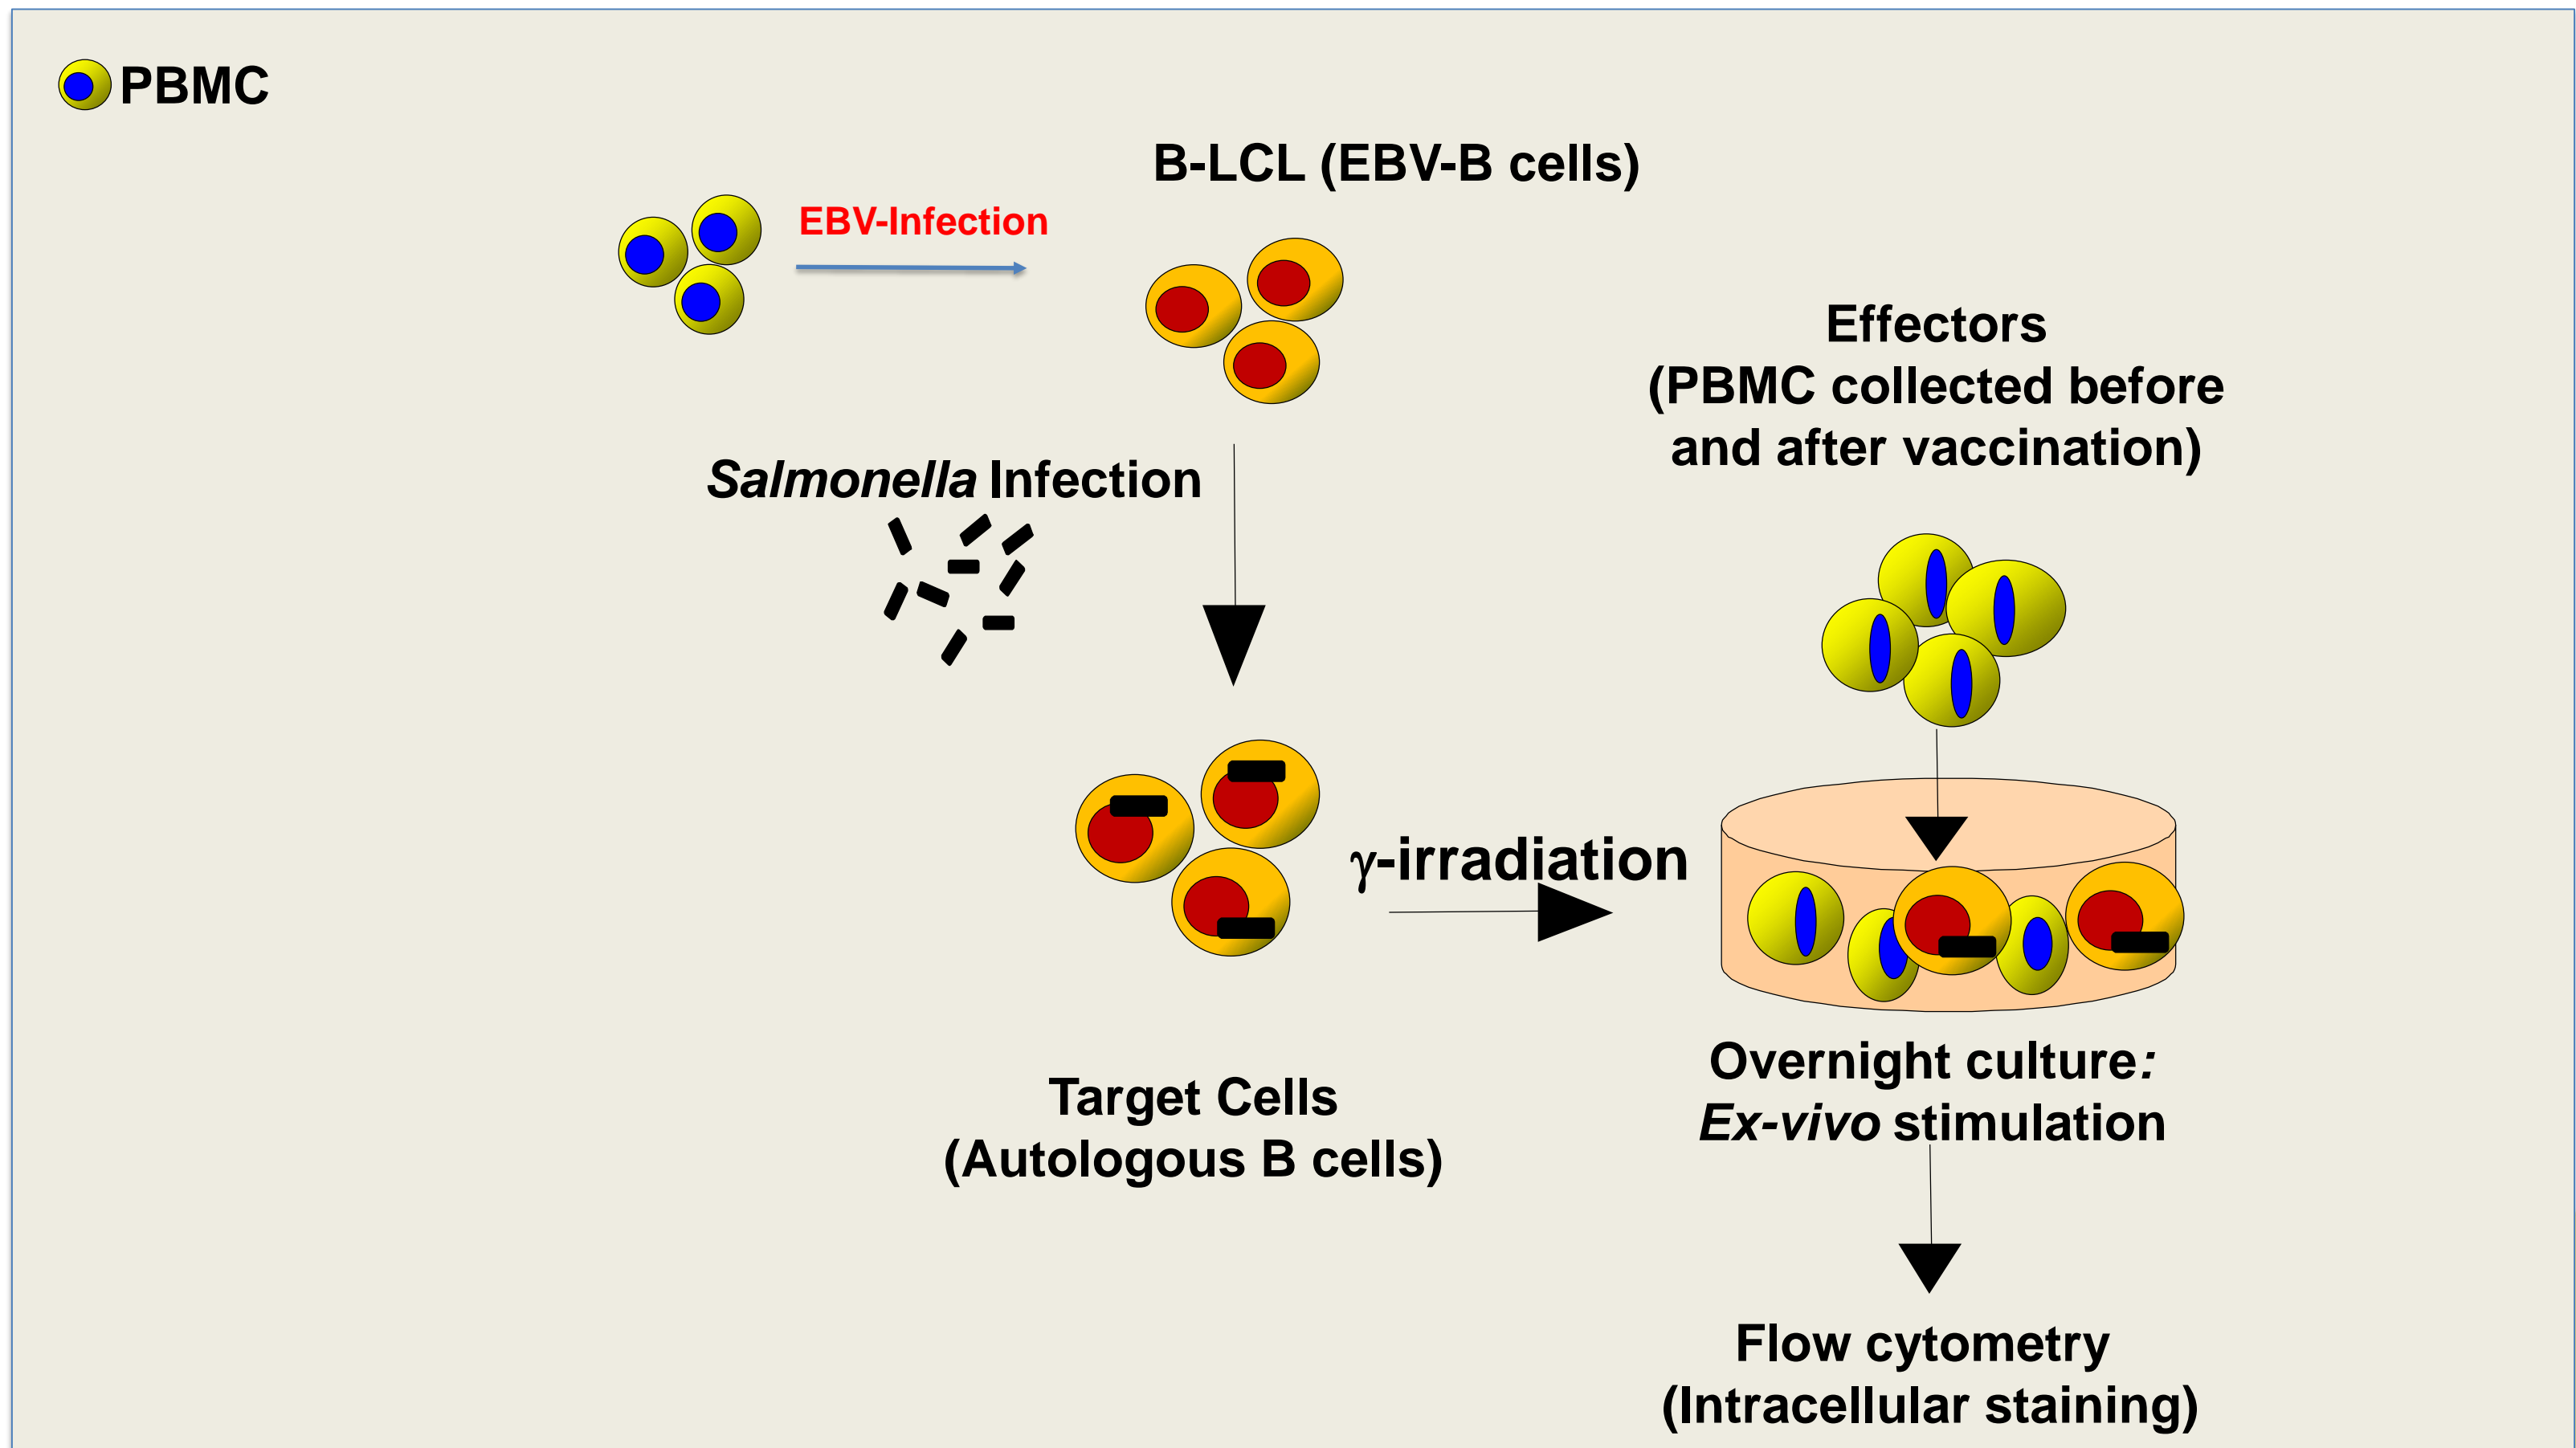 PBMC
B-LCL (EBV-B cells)
EBV-Infection
Effectors
(PBMC collected before
and after vaccination)
Salmonella Infection
γ-irradiation
Target Cells
(Autologous B cells)
Overnight culture:
Ex-vivo stimulation
Flow cytometry
(Intracellular staining)